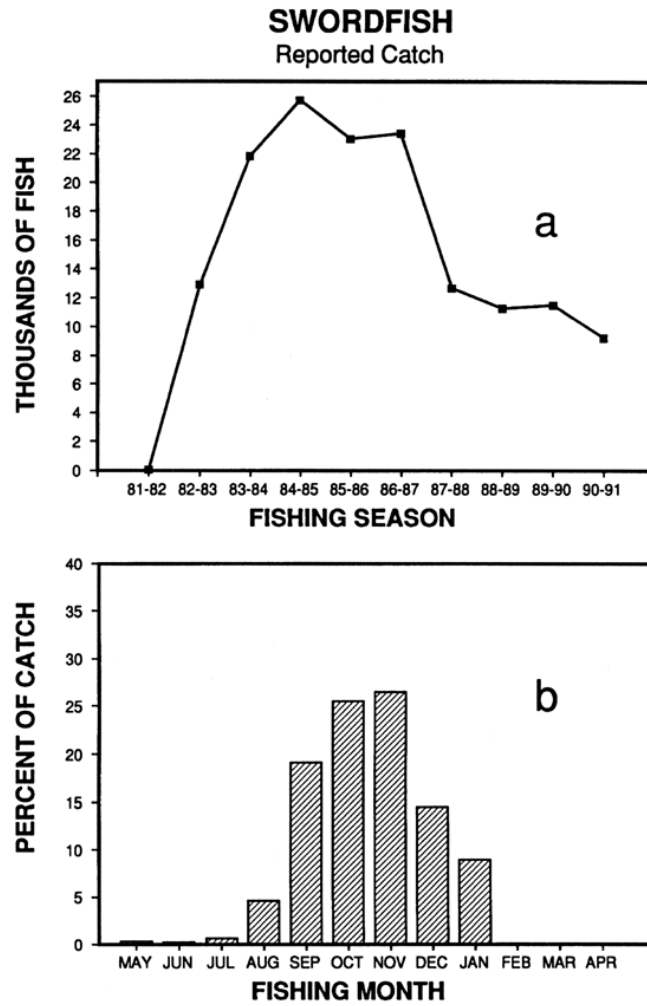 SWORDFISH
Reported Catch
26
24
22
20
18
16
14
12
10
8
6
4
2
0
THOUSANDS OF FISH
a
81-82 82-83 83-84 84-85 85-86 86-87 87-88 88-89 89-90 90-91
FISHING SEASON
40
35
30
25
20
15
10
5
0
PERCENT OF CATCH
b
MAY JUN JUL AUG SEP OCT NOV DEC JAN FEB MAR APR
FISHING MONTH